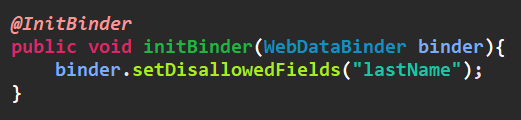 @InitBinder
public void initBinder(WebDataBinder binder){
    binder.setDisallowedFields("lastName");
}